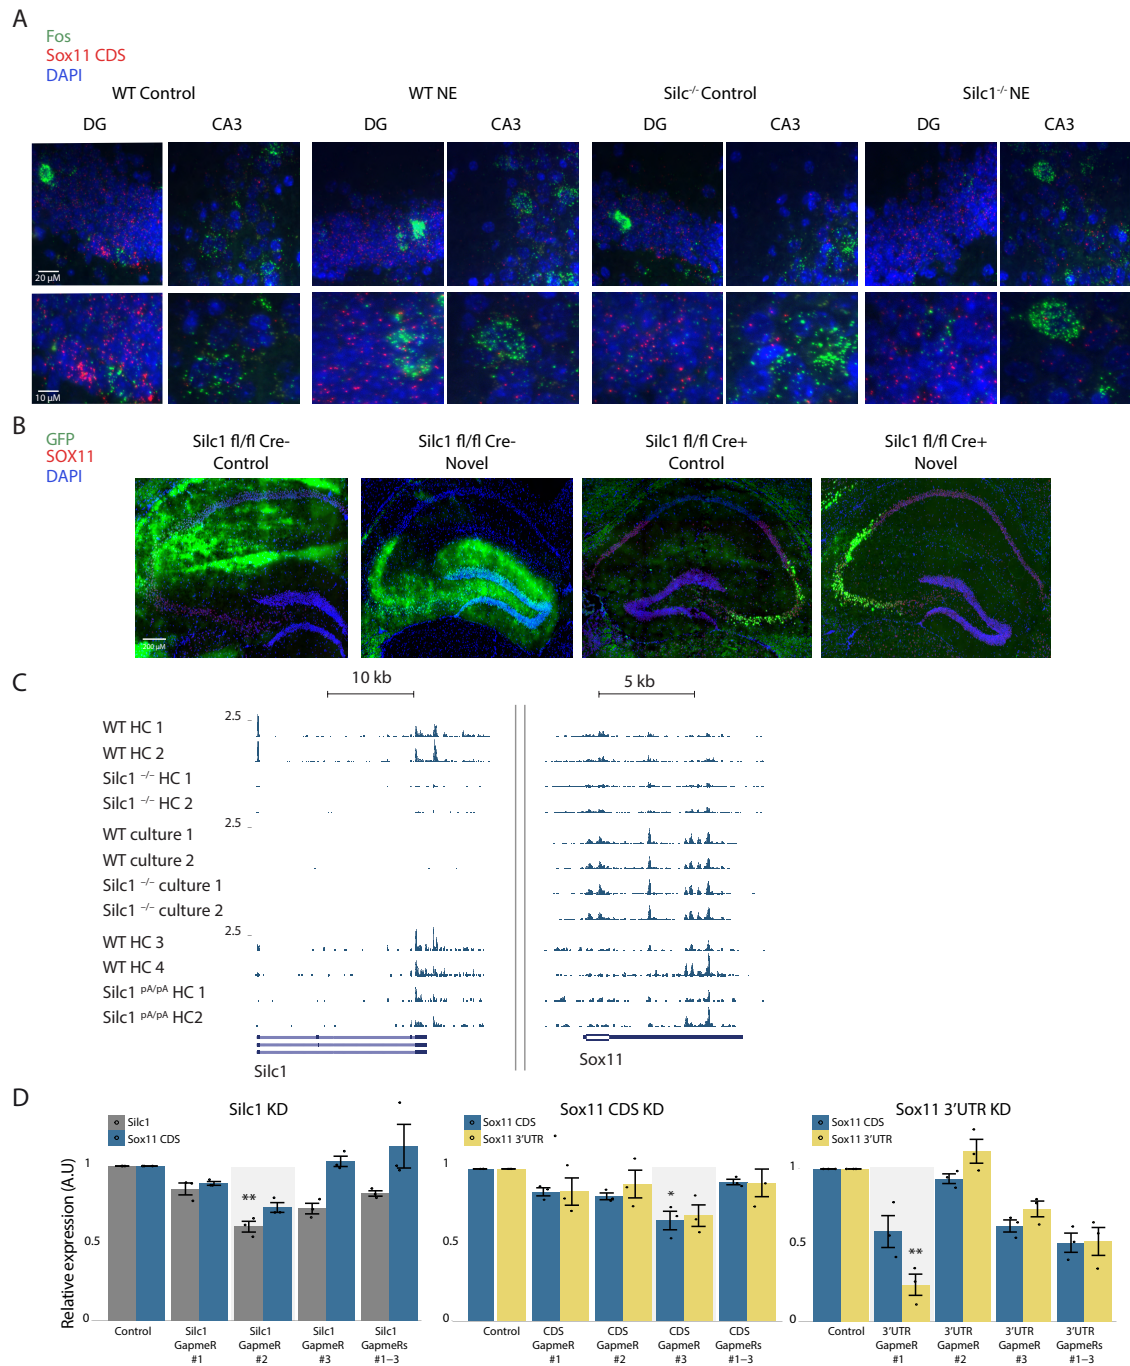 A
Fos
Sox11 CDS
DAPI
WT Control
WT NE
Silc-/- Control
Silc1-/- NE
DG
CA3
DG
CA3
DG
CA3
DG
CA3
20 µM
10 µM
B
GFP
SOX11
DAPI
Silc1 fl/fl Cre-
Control
Silc1 fl/fl Cre-
Novel
Silc1 fl/fl Cre+
Control
Silc1 fl/fl Cre+
Novel
200 µM
C
10 kb
5 kb
2.5
WT HC 1
WT HC 2
Silc1 -/- HC 1
Silc1 -/- HC 2
2.5
WT culture 1
WT culture 2
Silc1 -/- culture 1
Silc1 -/- culture 2
2.5
WT HC 3
WT HC 4
Silc1 pA/pA HC 1
Silc1 pA/pA HC2
Silc1
Sox11
D
Silc1 KD
Silc1
Sox11 CDS
Relative expression (A.U)
1
0.5
0
**
Control
Silc1 GapmeR #1
Silc1 GapmeR #2
Silc1 GapmeR #3
Silc1 GapmeRs #1–3
Sox11 CDS KD
Sox11 CDS
Sox11 3'UTR
1
0.5
0
*
Control
CDS GapmeR #1
CDS GapmeR #2
CDS GapmeR #3
CDS GapmeRs #1–3
Sox11 3'UTR KD
Sox11 CDS
Sox11 3'UTR
1
0.5
0
**
Control
3'UTR GapmeR #1
3'UTR GapmeR #2
3'UTR GapmeR #3
3'UTR GapmeRs #1–3